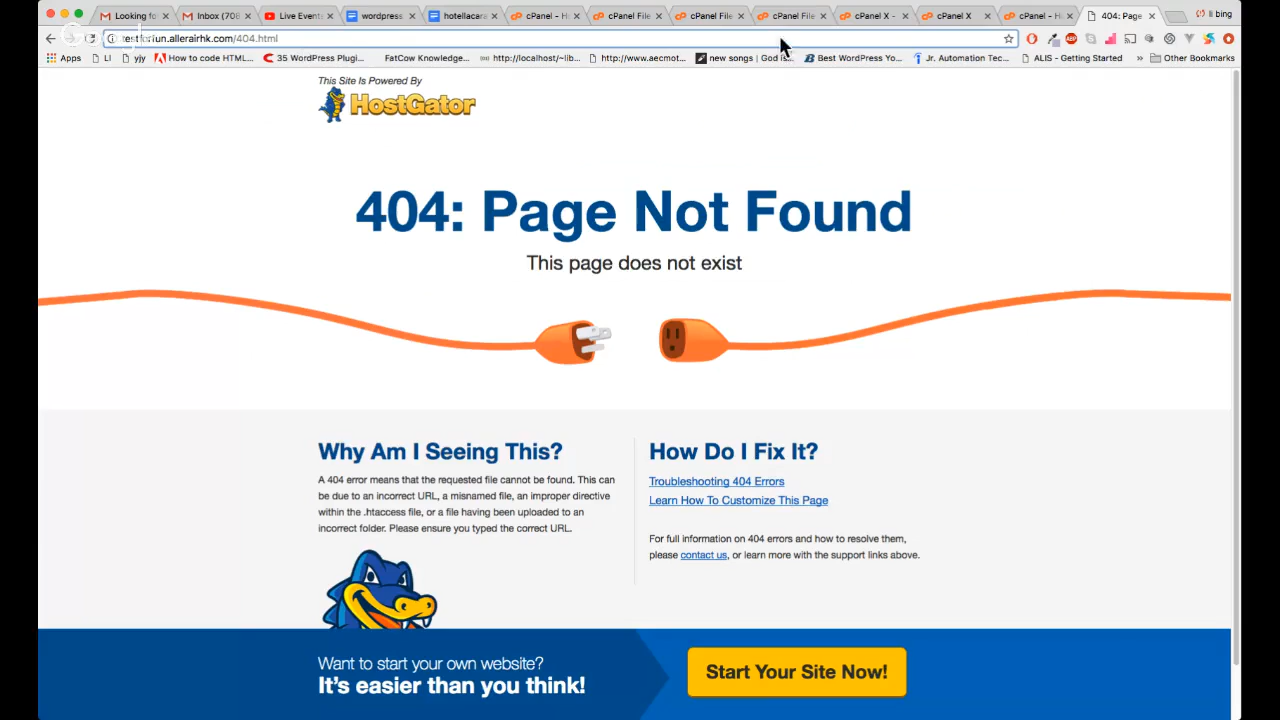 Looking fo
Inbox (708
Live Event
wordpress
hotellacara
cPanel - H
cPanel File
cPanel File
cPanel File
cPanel X -
cPanel X
cPanel - H
404: Page
li bing
.allerairhk.com/404.html
Apps
LI
yjy
How to code HTML...
35 WordPress Plugi...
FatCow Knowledge...
http://localhost/~lib...
http://www.aecmot...
new songs | God is...
Best WordPress Yo...
Jr. Automation Tec...
ALIS - Getting Started
»
Other Bookmarks
This Site Is Powered By
HostGator
404: Page Not Found
This page does not exist
Why Am I Seeing This?
A 404 error means that the requested file cannot be found. This can
be due to an incorrect URL, a misnamed file, an improper directive
within the .htaccess file, or a file having been uploaded to an
incorrect folder. Please ensure you typed the correct URL.
How Do I Fix It?
Troubleshooting 404 Errors
Learn How To Customize This Page
For full information on 404 errors and how to resolve them,
please contact us, or learn more with the support links above.
Want to start your own website?
It's easier than you think!
Start Your Site Now!